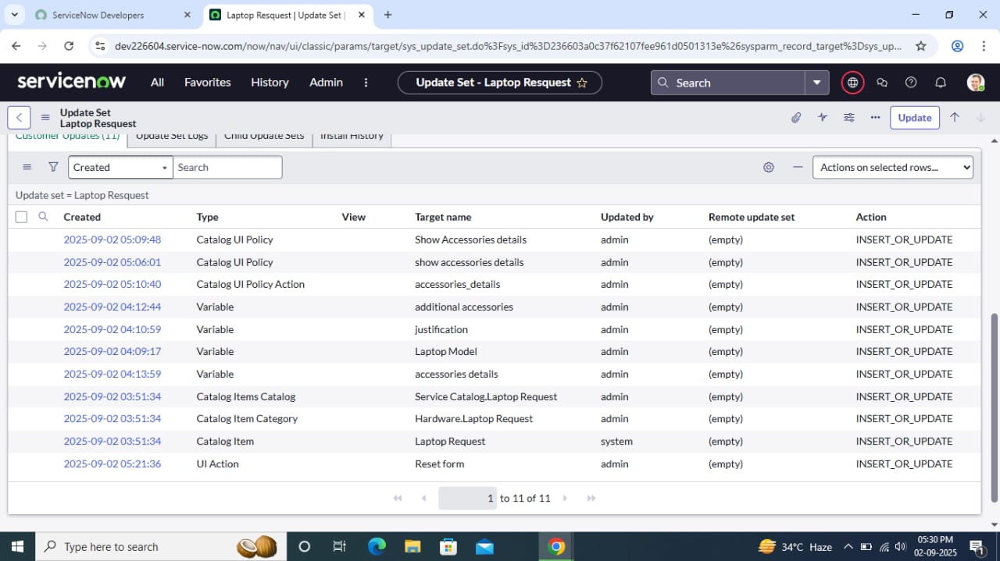 ServiceNow Developers
Laptop Resquest | Update Set |
dev226604.service-now.com/now/nav/ui/classic/params/target/sys_update_set.do%3Fsys_id%3D236603a0c37f62107fee961d0501313e%26sysparm_record_target%3Dsys_up...
servicenow All Favorites History Admin Update Set - Laptop Resquest Search
Update Set
Laptop Resquest
Update
Customer Updates (11) Update Set Logs Child Update Sets Install History
Created Search Actions on selected rows...
Update set = Laptop Resquest
Created Type View Target name Updated by Remote update set Action
2025-09-02 05:09:48 Catalog UI Policy Show Accessories details admin (empty) INSERT_OR_UPDATE
2025-09-02 05:06:01 Catalog UI Policy show accessories details admin (empty) INSERT_OR_UPDATE
2025-09-02 05:10:40 Catalog UI Policy Action accessories_details admin (empty) INSERT_OR_UPDATE
2025-09-02 04:12:44 Variable additional accessories admin (empty) INSERT_OR_UPDATE
2025-09-02 04:10:59 Variable justification admin (empty) INSERT_OR_UPDATE
2025-09-02 04:09:17 Variable Laptop Model admin (empty) INSERT_OR_UPDATE
2025-09-02 04:13:59 Variable accessories details admin (empty) INSERT_OR_UPDATE
2025-09-02 03:51:34 Catalog Items Catalog Service Catalog.Laptop Request admin (empty) INSERT_OR_UPDATE
2025-09-02 03:51:34 Catalog Item Category Hardware.Laptop Request admin (empty) INSERT_OR_UPDATE
2025-09-02 03:51:34 Catalog Item Laptop Request system (empty) INSERT_OR_UPDATE
2025-09-02 05:21:36 UI Action Reset form admin (empty) INSERT_OR_UPDATE
1 to 11 of 11
Type here to search 34°C Haze 05:30 PM
02-09-2025
1